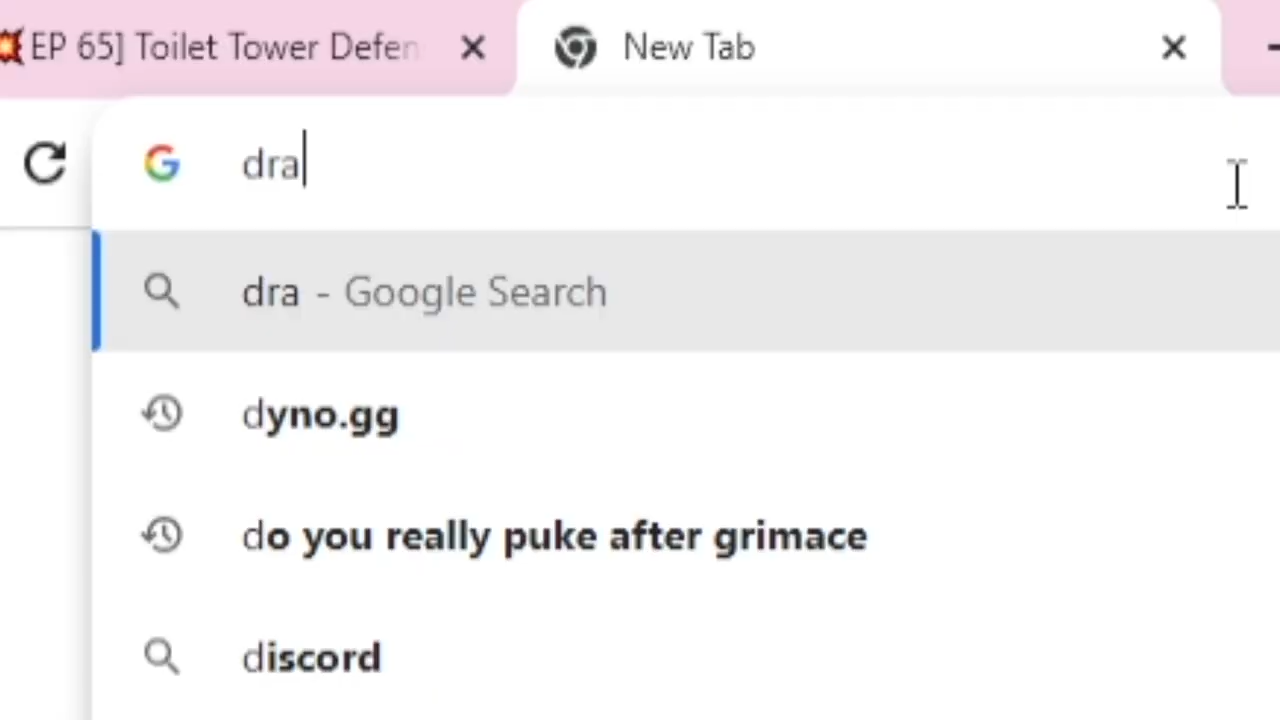 EP 65] Toilet Tower Defen
New Tab
dra
dra - Google Search
dyno.gg
do you really puke after grimace
discord